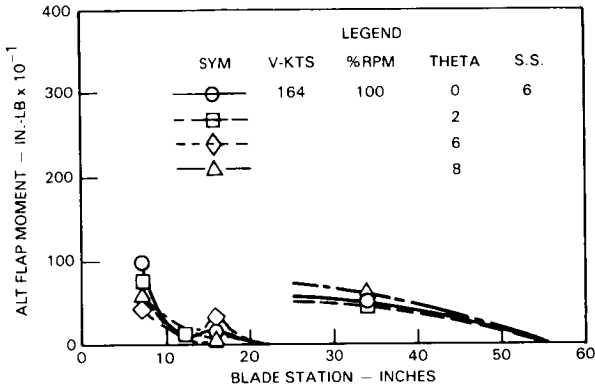 LEGEND
SYM V-KTS %RPM THETA S.S.
164 100 0 6
2
6
8
400
300
200
100
0
ALT FLAP MOMENT – IN.-LB x 10⁻¹
0 10 20 30 40 50 60
BLADE STATION – INCHES